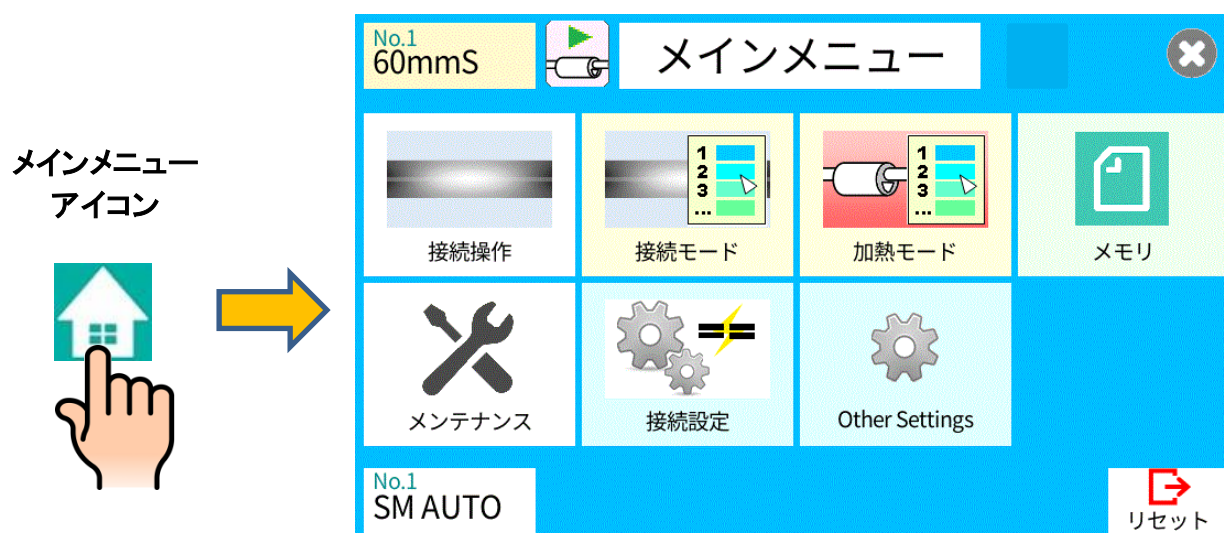 メインメニュー
アイコン
No.1
60mmS
メインメニュー
1
2
3
...
1
2
3
...
接続操作
接続モード
加熱モード
メモリ
メンテナンス
接続設定
Other Settings
No.1
SM AUTO
リセット